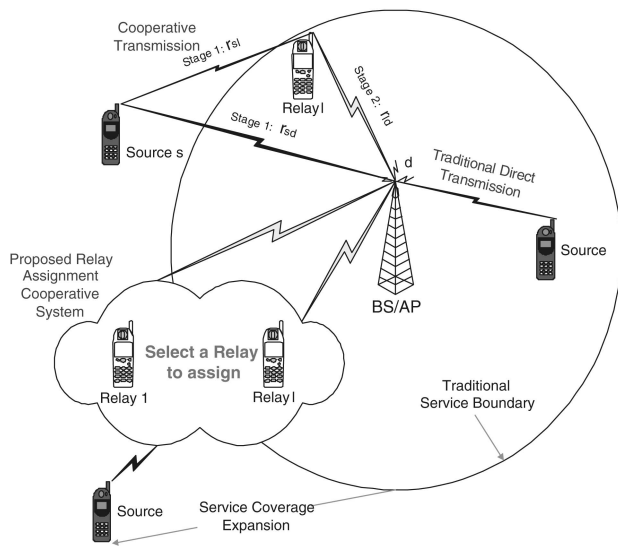 Cooperative
Transmission
Stage 1: rsl
Relay l
Stage 2: rld
Stage 1: rsd
Source s
d
Traditional Direct
Transmission
Source
Proposed Relay
Assignment
Cooperative
System
BS/AP
Select a Relay
to assign
Relay 1
Relay l
Traditional
Service Boundary
Source
Service Coverage
Expansion